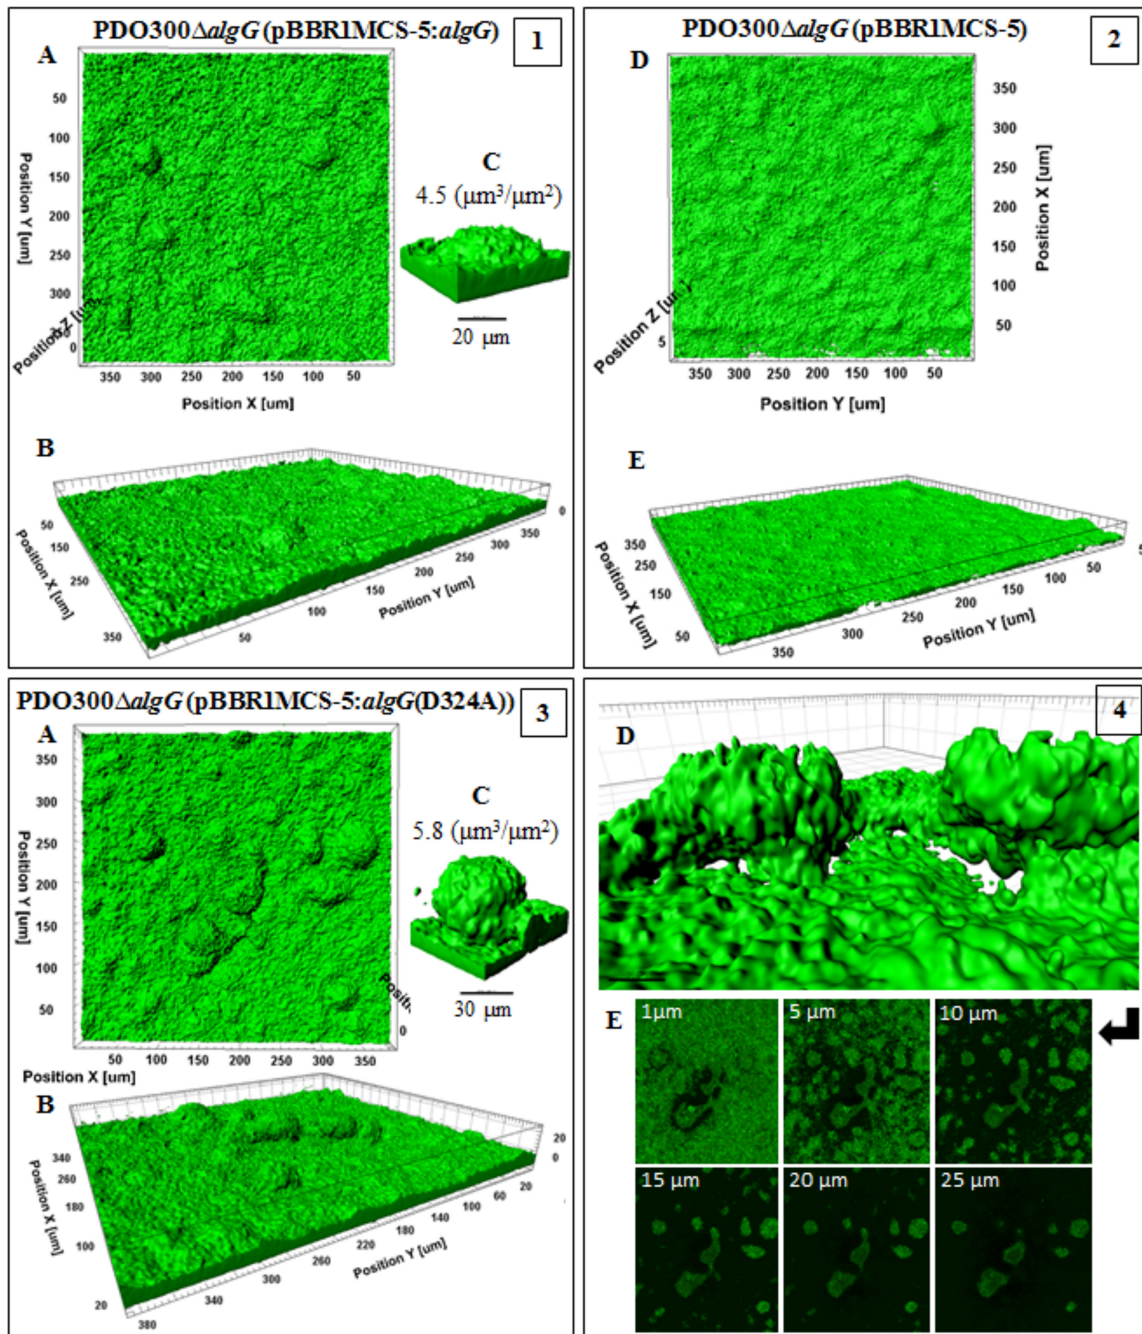 PDO300ΔalgG (pBBR1MCS-5:algG)
1
A
50
100
150
200
250
300
0
Position Y [um]
Position Z [um]
350 300 250 200 150 100 50
Position X [um]
C
4.5 (μm³/μm²)
20 μm
B
50
150
250
350
Position X [um]
50 100 200 250 300 350
Position Y [um]
0
PDO300ΔalgG (pBBR1MCS-5)
2
D
350
300
250
200
150
100
50
Position X [um]
Position Z [um]
5
350 300 250 200 150 100 50
Position Y [um]
E
350
250
150
50
Position X [um]
350 300 200 150 100 50
Position Y [um]
5
PDO300ΔalgG (pBBR1MCS-5:algG(D324A))
3
A
350
300
250
200
150
100
50
Position Y [um]
0
50 100 150 200 250 300 350
Position X [um]
C
5.8 (μm³/μm²)
30 μm
B
340
260
180
100
20
Position X [um]
380 340 300 260 220 180 140 100 60 20
Position Y [um]
20
0
4
D
E
1μm
5 μm
10 μm
15 μm
20 μm
25 μm